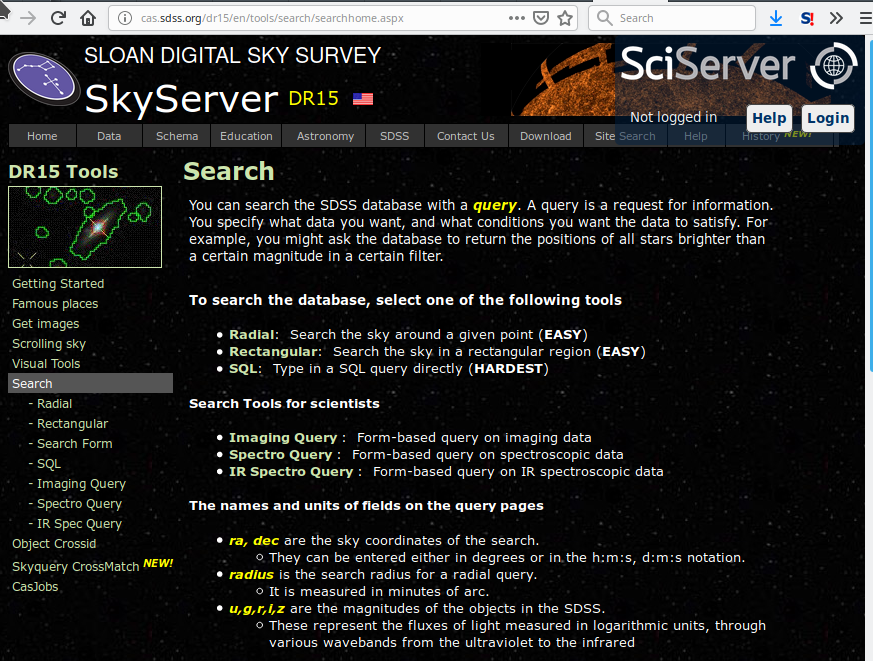 cas.sdss.org/dr15/en/tools/search/searchhome.aspx
Search
S!
SLOAN DIGITAL SKY SURVEY
SkyServer DR15
SciServer
Not logged in Help Login
Home Data Schema Education Astronomy SDSS Contact Us Download Site Search Help History NEW!
DR15 Tools
Getting Started
Famous places
Get images
Scrolling sky
Visual Tools
Search
- Radial
- Rectangular
- Search Form
- SQL
- Imaging Query
- Spectro Query
- IR Spec Query
Object Crossid
Skyquery CrossMatch NEW!
CasJobs
Search
You can search the SDSS database with a query. A query is a request for information.
You specify what data you want, and what conditions you want the data to satisfy. For
example, you might ask the database to return the positions of all stars brighter than
a certain magnitude in a certain filter.
To search the database, select one of the following tools
• Radial: Search the sky around a given point (EASY)
• Rectangular: Search the sky in a rectangular region (EASY)
• SQL: Type in a SQL query directly (HARDEST)
Search Tools for scientists
• Imaging Query : Form-based query on imaging data
• Spectro Query : Form-based query on spectroscopic data
• IR Spectro Query : Form-based query on IR spectroscopic data
The names and units of fields on the query pages
• ra, dec are the sky coordinates of the search.
○ They can be entered either in degrees or in the h:m:s, d:m:s notation.
• radius is the search radius for a radial query.
○ It is measured in minutes of arc.
• u,g,r,I,z are the magnitudes of the objects in the SDSS.
○ These represent the fluxes of light measured in logarithmic units, through
various wavebands from the ultraviolet to the infrared